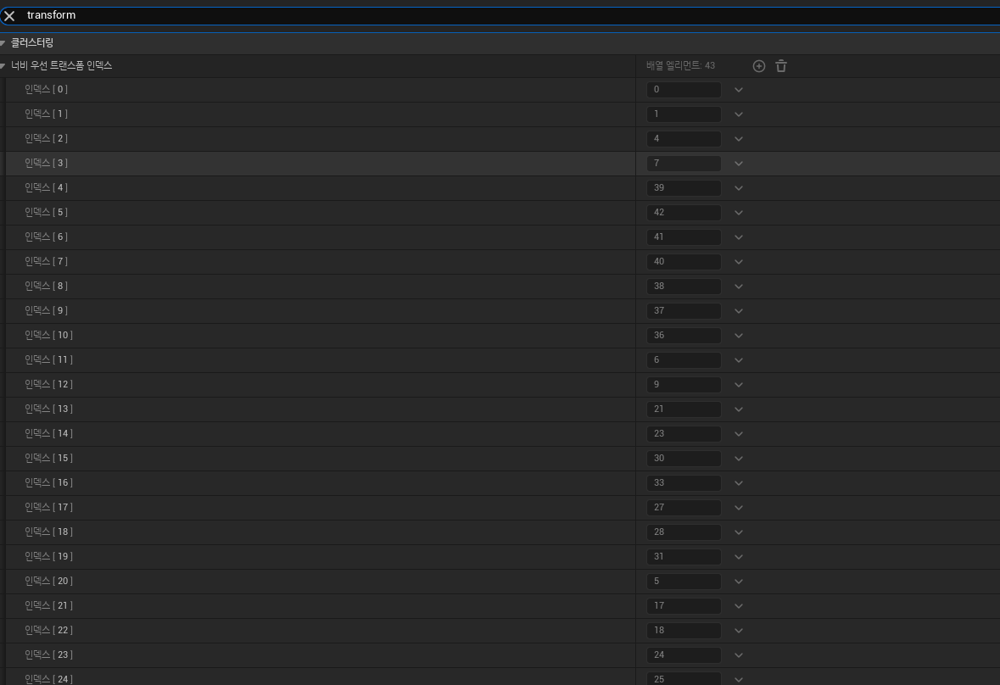 transform
클러스터링
너비 우선 트랜스폼 인덱스 배열 엘리먼트: 43
인덱스 [ 0 ] 0
인덱스 [ 1 ] 1
인덱스 [ 2 ] 4
인덱스 [ 3 ] 7
인덱스 [ 4 ] 39
인덱스 [ 5 ] 42
인덱스 [ 6 ] 41
인덱스 [ 7 ] 40
인덱스 [ 8 ] 38
인덱스 [ 9 ] 37
인덱스 [ 10 ] 36
인덱스 [ 11 ] 6
인덱스 [ 12 ] 9
인덱스 [ 13 ] 21
인덱스 [ 14 ] 23
인덱스 [ 15 ] 30
인덱스 [ 16 ] 33
인덱스 [ 17 ] 27
인덱스 [ 18 ] 28
인덱스 [ 19 ] 31
인덱스 [ 20 ] 5
인덱스 [ 21 ] 17
인덱스 [ 22 ] 18
인덱스 [ 23 ] 24
인덱스 [ 24 ] 25